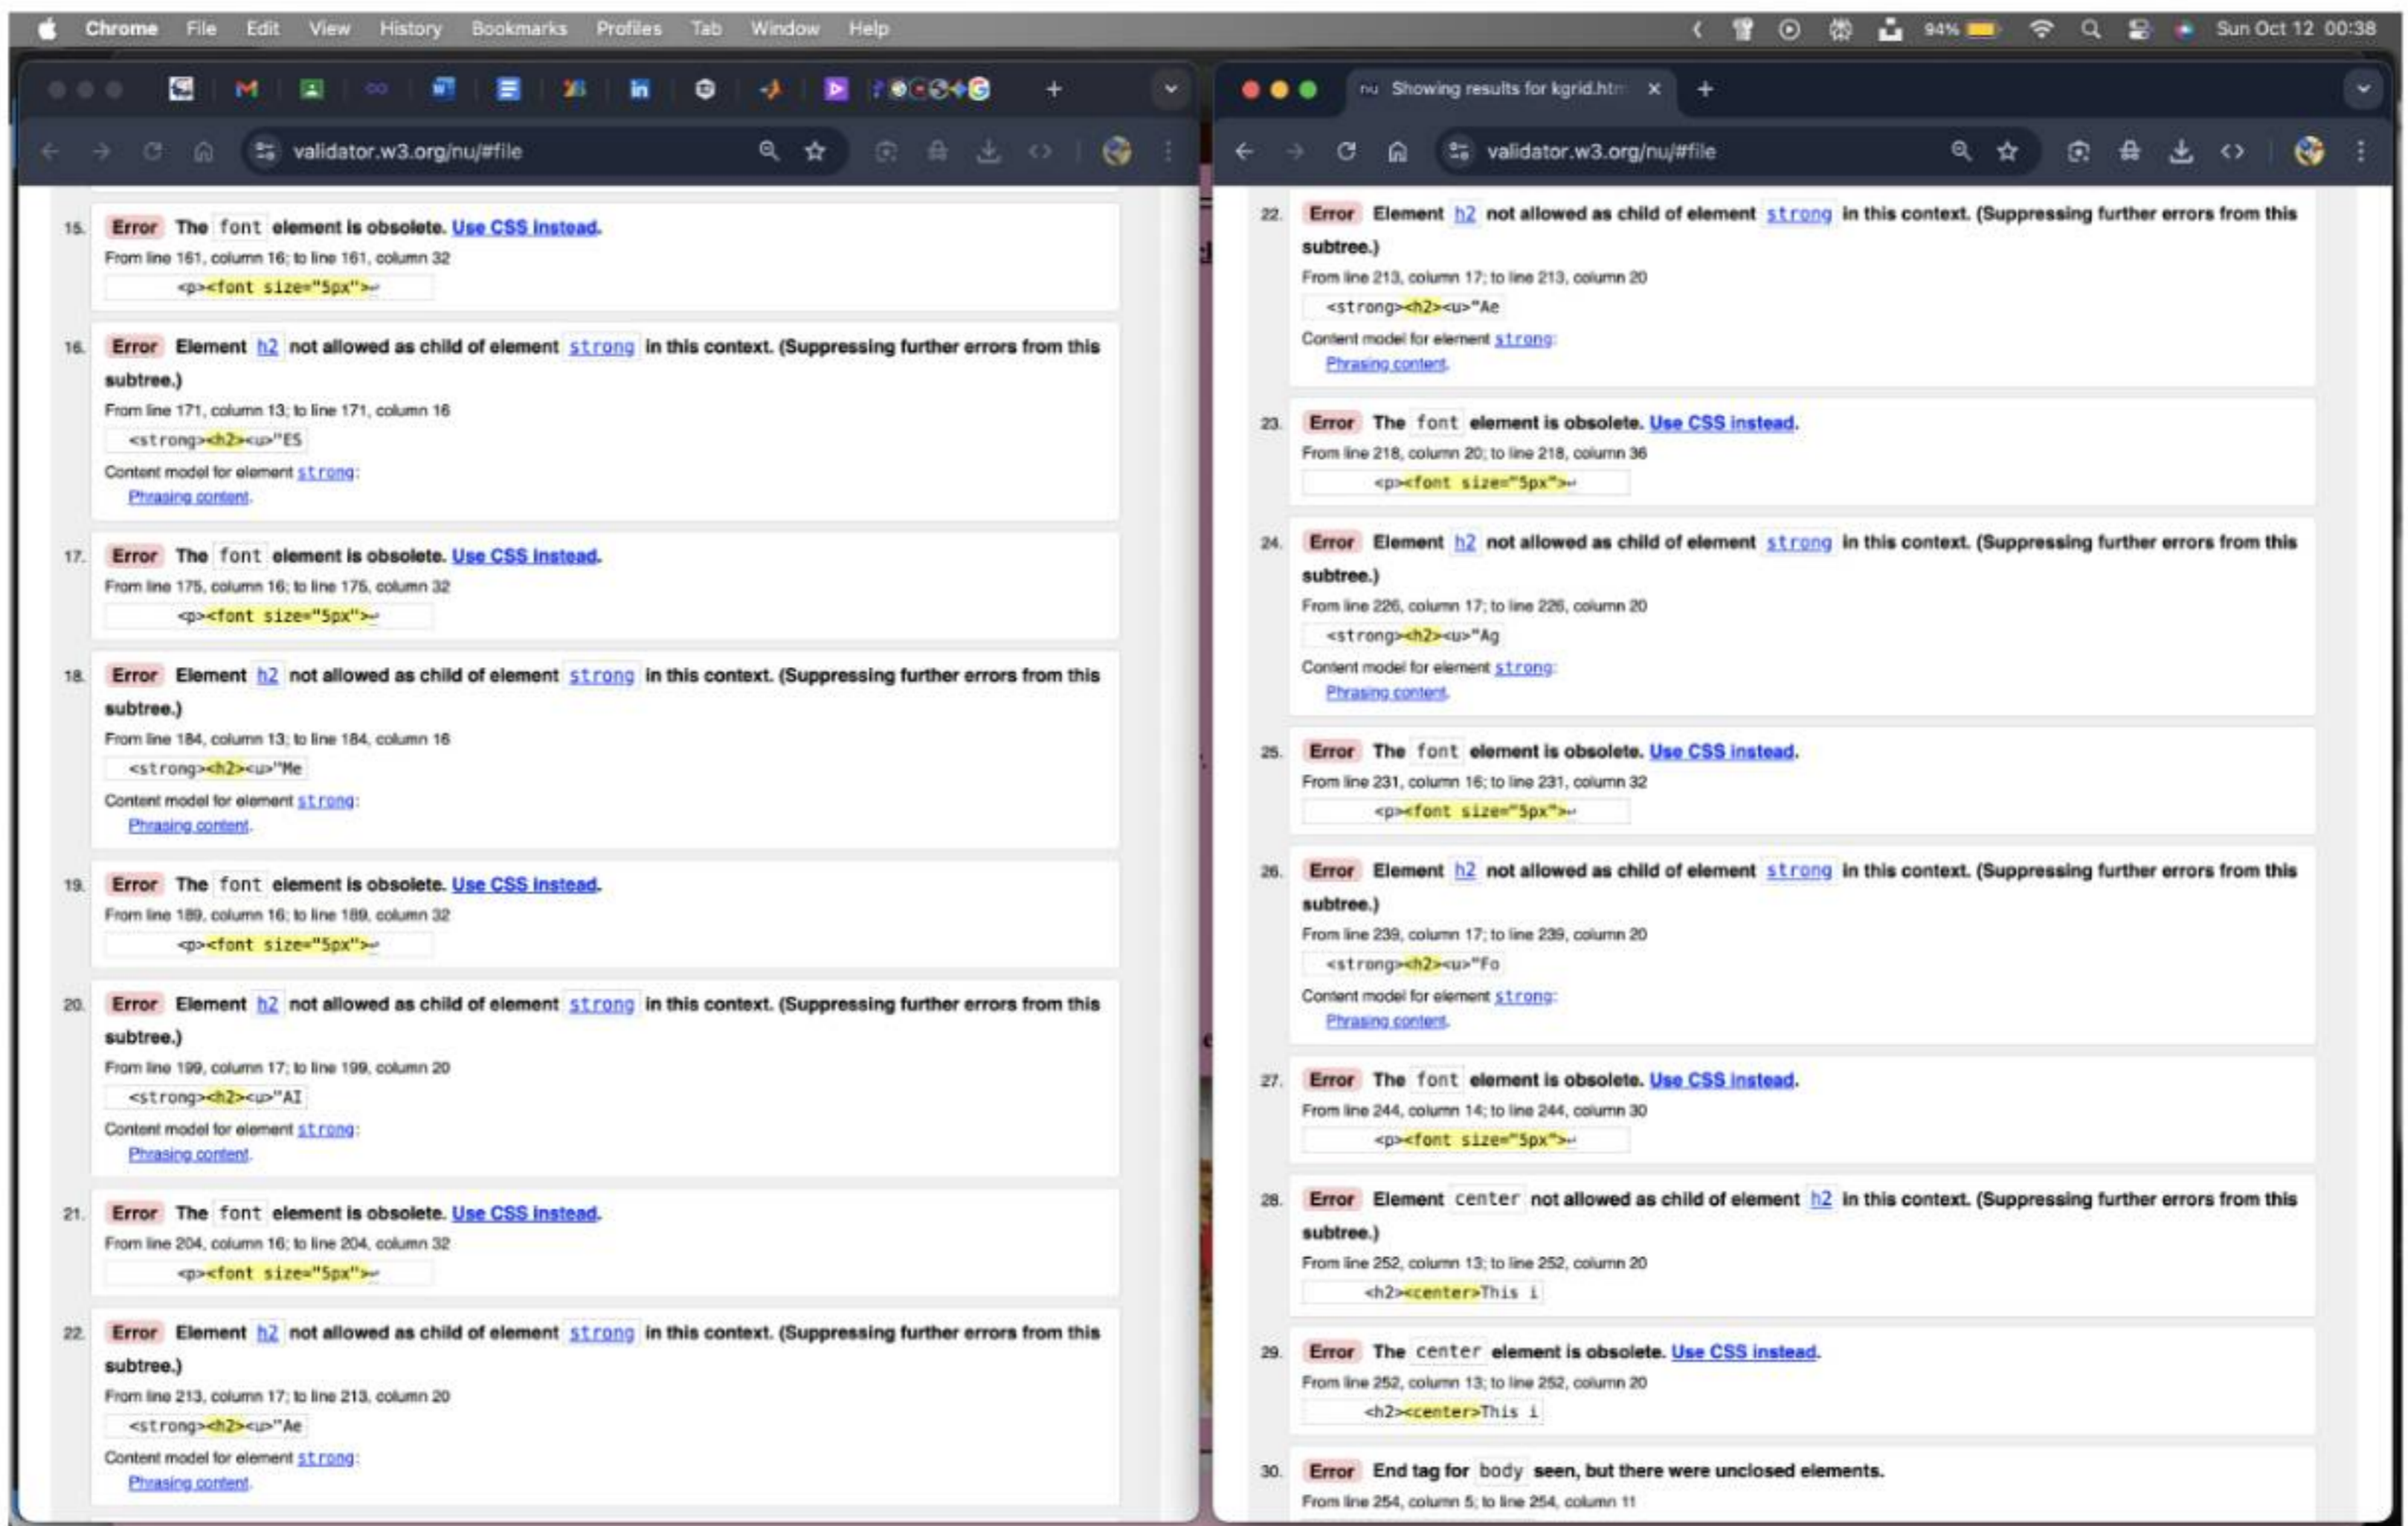 Chrome File Edit View History Bookmarks Profiles Tab Window Help
94% Sun Oct 12 00:38
validator.w3.org/nu/#file
15. Error The font element is obsolete. Use CSS instead.
From line 161, column 16; to line 161, column 32
<p><font size="5px">↩
16. Error Element h2 not allowed as child of element strong in this context. (Suppressing further errors from this
subtree.)
From line 171, column 13; to line 171, column 16
<strong><h2><u>"ES
Content model for element strong:
Phrasing content.
17. Error The font element is obsolete. Use CSS instead.
From line 175, column 16; to line 175, column 32
<p><font size="5px">↩
18. Error Element h2 not allowed as child of element strong in this context. (Suppressing further errors from this
subtree.)
From line 184, column 13; to line 184, column 16
<strong><h2><u>"Me
Content model for element strong:
Phrasing content.
19. Error The font element is obsolete. Use CSS instead.
From line 189, column 16; to line 189, column 32
<p><font size="5px">↩
20. Error Element h2 not allowed as child of element strong in this context. (Suppressing further errors from this
subtree.)
From line 199, column 17; to line 199, column 20
<strong><h2><u>"AI
Content model for element strong:
Phrasing content.
21. Error The font element is obsolete. Use CSS instead.
From line 204, column 16; to line 204, column 32
<p><font size="5px">↩
22. Error Element h2 not allowed as child of element strong in this context. (Suppressing further errors from this
subtree.)
From line 213, column 17; to line 213, column 20
<strong><h2><u>"Ae
Content model for element strong:
Phrasing content.
nu Showing results for kgrid.htm
validator.w3.org/nu/#file
22. Error Element h2 not allowed as child of element strong in this context. (Suppressing further errors from this
subtree.)
From line 213, column 17; to line 213, column 20
<strong><h2><u>"Ae
Content model for element strong:
Phrasing content.
23. Error The font element is obsolete. Use CSS instead.
From line 218, column 20; to line 218, column 36
<p><font size="5px">↩
24. Error Element h2 not allowed as child of element strong in this context. (Suppressing further errors from this
subtree.)
From line 226, column 17; to line 226, column 20
<strong><h2><u>"Ag
Content model for element strong:
Phrasing content.
25. Error The font element is obsolete. Use CSS instead.
From line 231, column 16; to line 231, column 32
<p><font size="5px">↩
26. Error Element h2 not allowed as child of element strong in this context. (Suppressing further errors from this
subtree.)
From line 239, column 17; to line 239, column 20
<strong><h2><u>"Fo
Content model for element strong:
Phrasing content.
27. Error The font element is obsolete. Use CSS instead.
From line 244, column 14; to line 244, column 30
<p><font size="5px">↩
28. Error Element center not allowed as child of element h2 in this context. (Suppressing further errors from this
subtree.)
From line 252, column 13; to line 252, column 20
<h2><center>This i
29. Error The center element is obsolete. Use CSS instead.
From line 252, column 13; to line 252, column 20
<h2><center>This i
30. Error End tag for body seen, but there were unclosed elements.
From line 254, column 5; to line 254, column 11